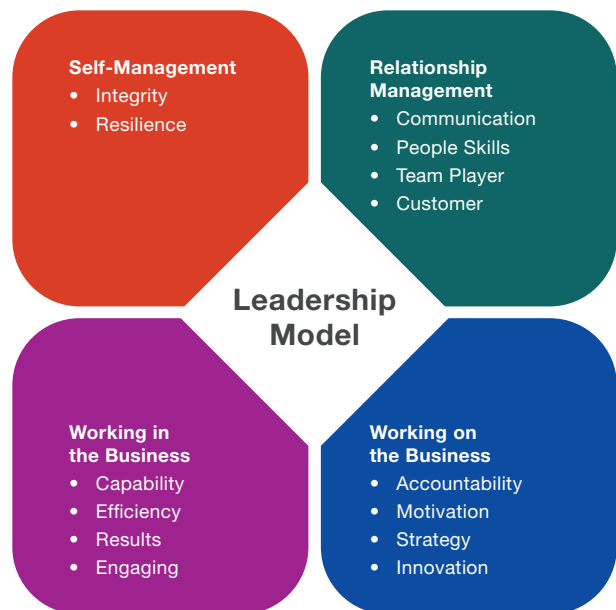 Self-Management
• Integrity
• Resilience
Relationship
Management
• Communication
• People Skills
• Team Player
• Customer
Leadership
Model
Working in
the Business
• Capability
• Efficiency
• Results
• Engaging
Working on
the Business
• Accountability
• Motivation
• Strategy
• Innovation